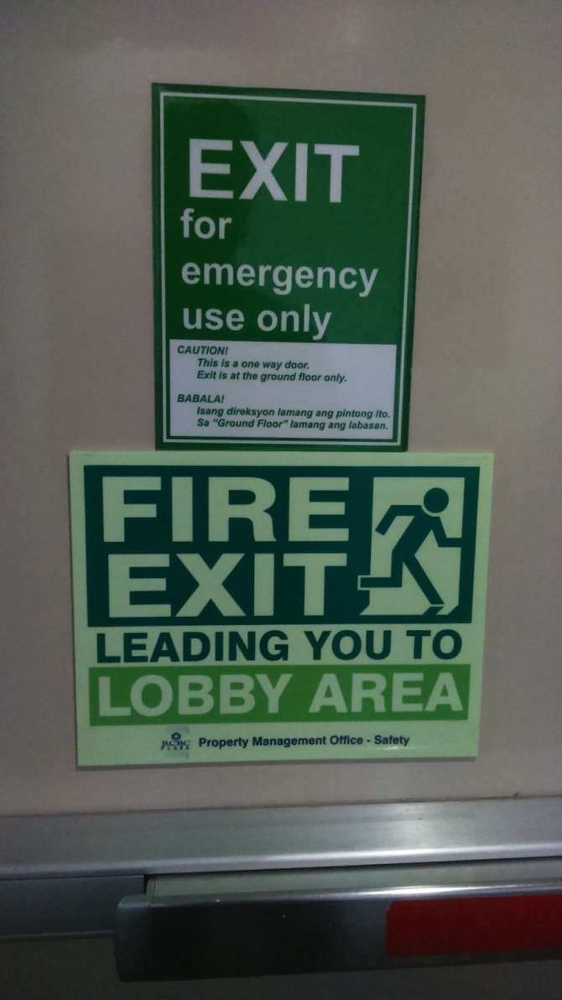 EXIT
for
emergency
use only
CAUTION!
This is a one way door.
Exit is at the ground floor only.
BABALA!
Isang direksyon lamang ang pintong ito.
Sa “Ground Floor” lamang ang labasan.
FIRE
EXIT
LEADING YOU TO
LOBBY AREA
RCBC
PLAZA
Property Management Office - Safety